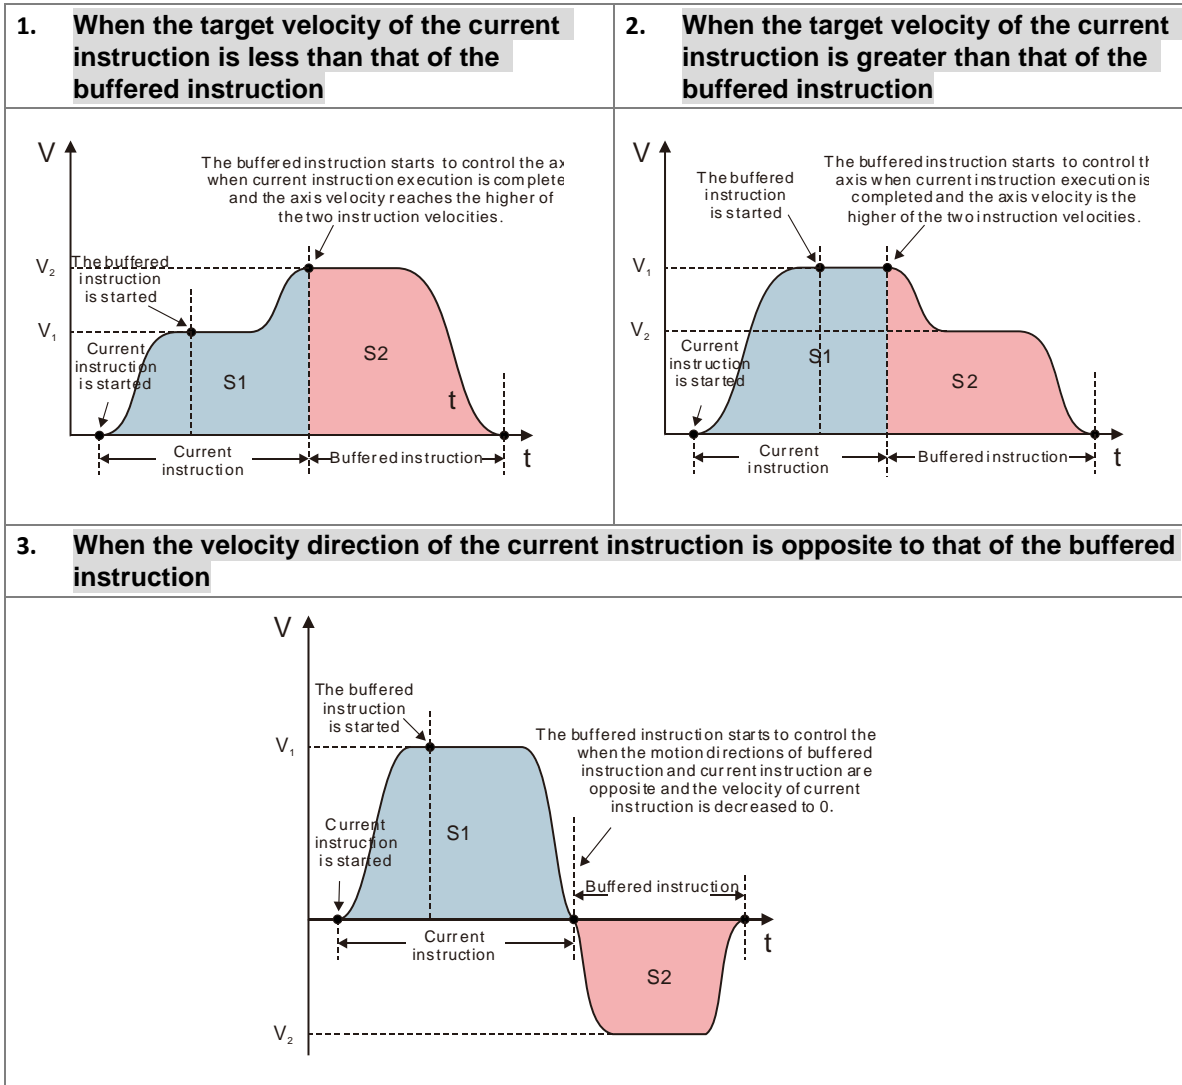 1. When the target velocity of the current
instruction is less than that of the
buffered instruction
2. When the target velocity of the current
instruction is greater than that of the
buffered instruction
V
The buffered instruction starts to control the ax
when current instruction execution is complete
and the axis velocity reaches the higher of
the two instruction velocities.
V2
The buffered
instruction
is started
V1
Current
instruction
is started
S1
S2
t
Current
instruction
Buffered instruction
t
V
The buffered
instruction
is started
The buffered instruction starts to control th
axis when current instruction execution is
completed and the axis velocity is the
higher of the two instruction velocities.
V1
V2
Current
instruction
is started
S1
S2
Current
instruction
Buffered instruction
t
3. When the velocity direction of the current instruction is opposite to that of the buffered
instruction
V
The buffered
instruction
is started
V1
The buffered instruction starts to control the
when the motion directions of buffered
instruction and current instruction are
opposite and the velocity of current
instruction is decreased to 0.
Current
instruction
is started
S1
Buffered instruction
Current
instruction
t
S2
V2